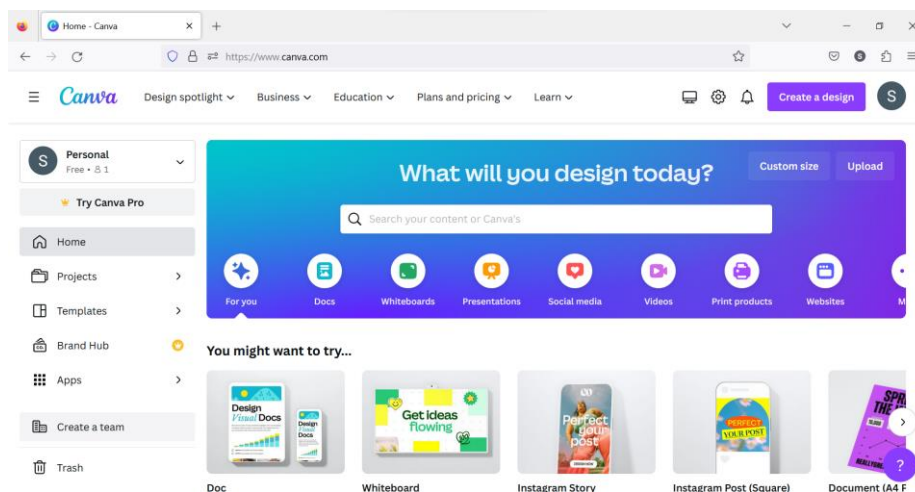 Home - Canva
https://www.canva.com
Canva
Design spotlight
Business
Education
Plans and pricing
Learn
Create a design
S
S
Personal
Free • 1
Try Canva Pro
Home
Projects
Templates
Brand Hub
Apps
Create a team
Trash
What will you design today?
Custom size
Upload
Search your content or Canva's
For you
Docs
Whiteboards
Presentations
Social media
Videos
Print products
Websites
M
You might want to try...
Design
Visual Docs
Design
Visual
Docs
Get ideas
flowing
Perfect
your
post
PERFECT
YOUR POST
SPR
THE
?
Doc
Whiteboard
Instagram Story
Instagram Post (Square)
Document (A4 P